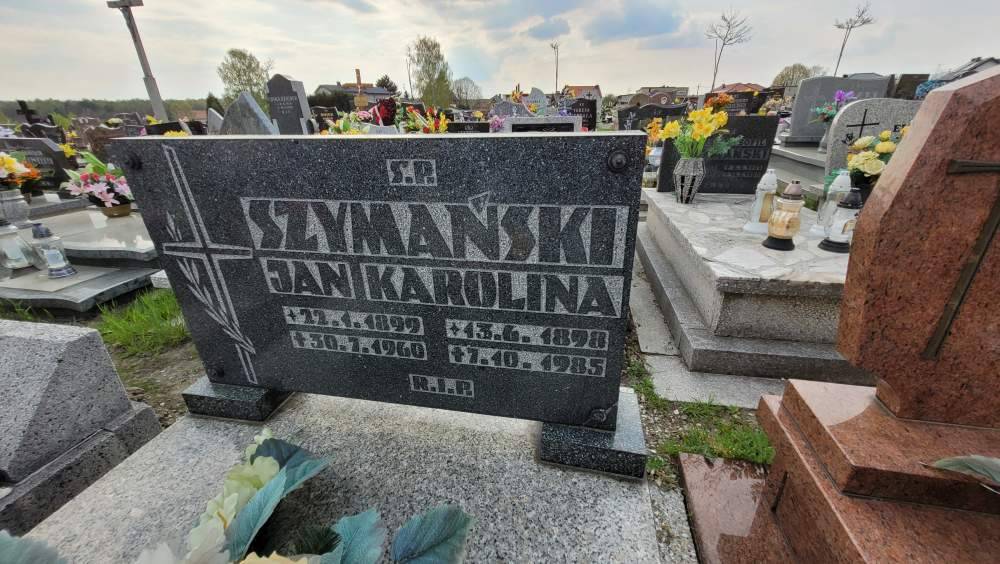 Ś.P.
SZYMAŃSKI
JAN KAROLINA
*22.1.1899 *13.6.1898
+30.7.1960 +7.10.1985
R.I.P.